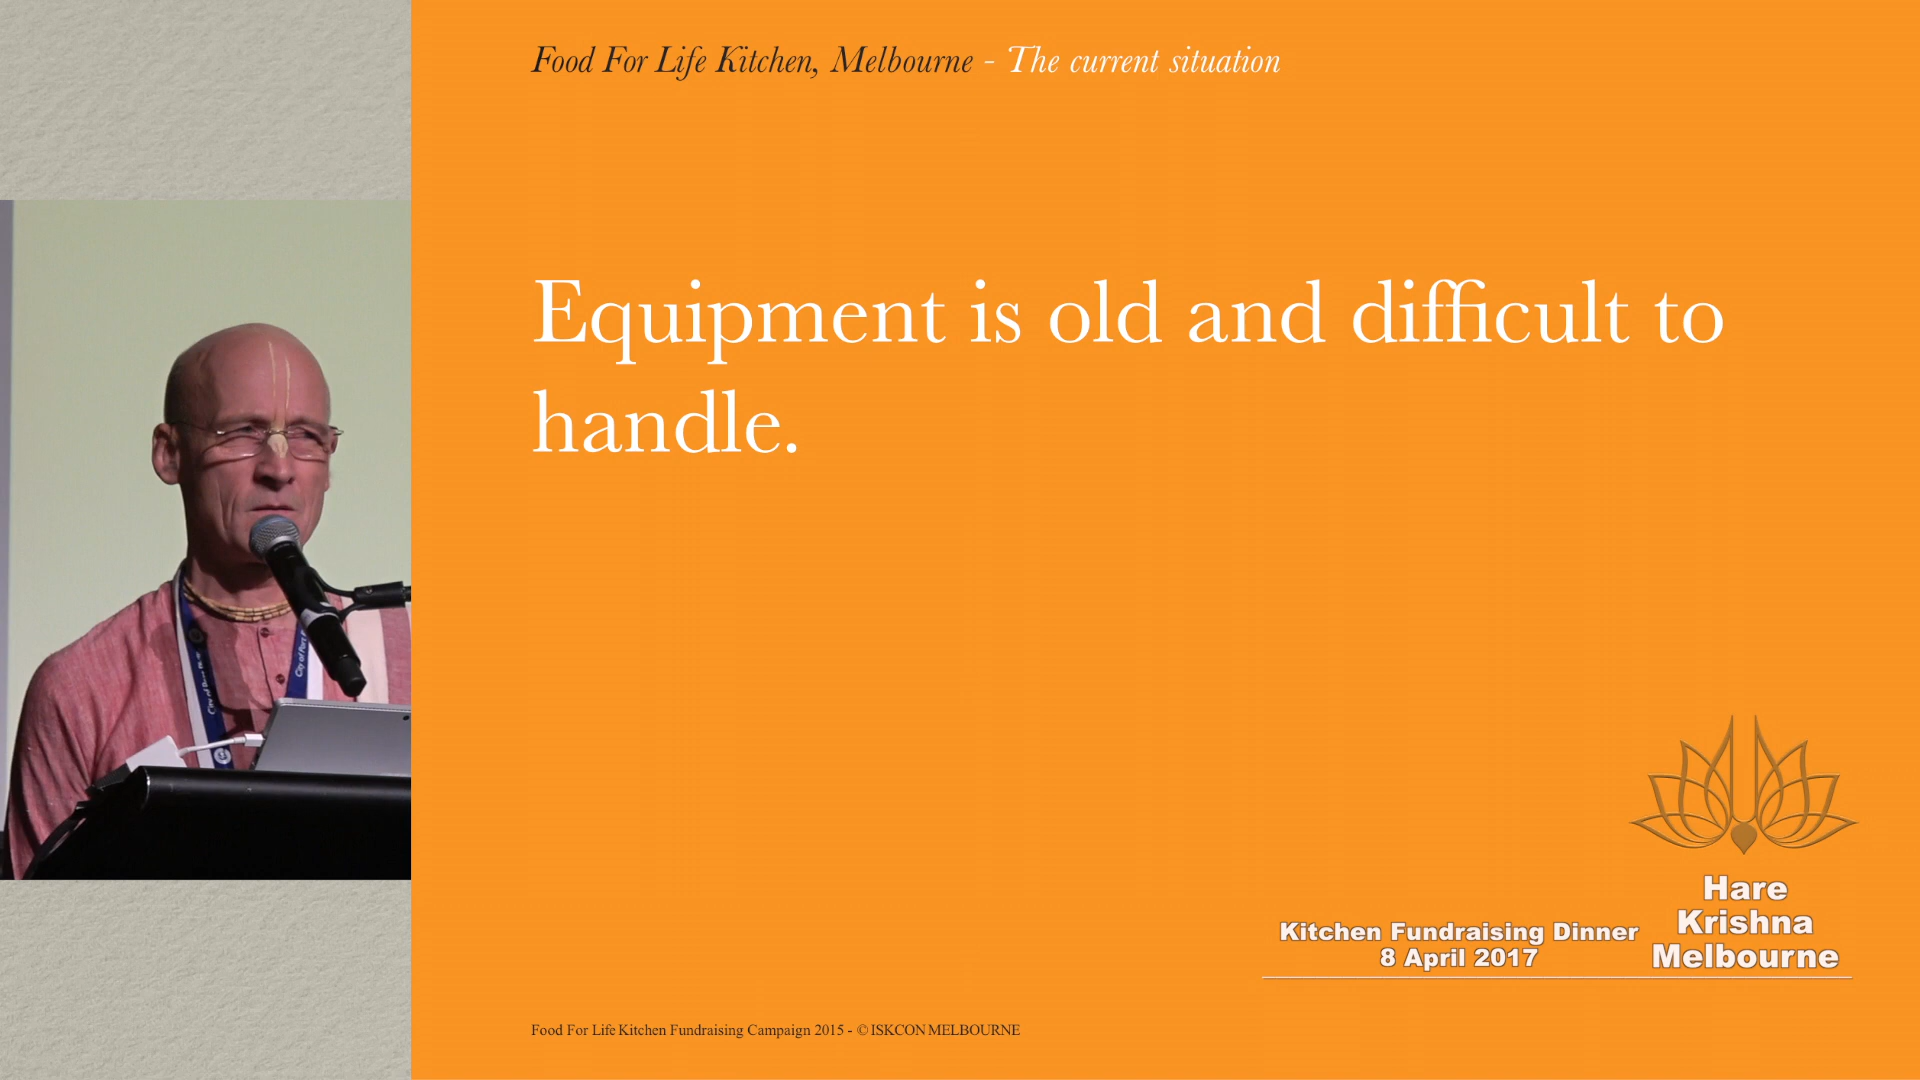 Food For Life Kitchen, Melbourne - The current situation
Equipment is old and difficult to
handle.
Kitchen Fundraising Dinner
8 April 2017
Hare
Krishna
Melbourne
Food For Life Kitchen Fundraising Campaign 2015 - © ISKCON MELBOURNE